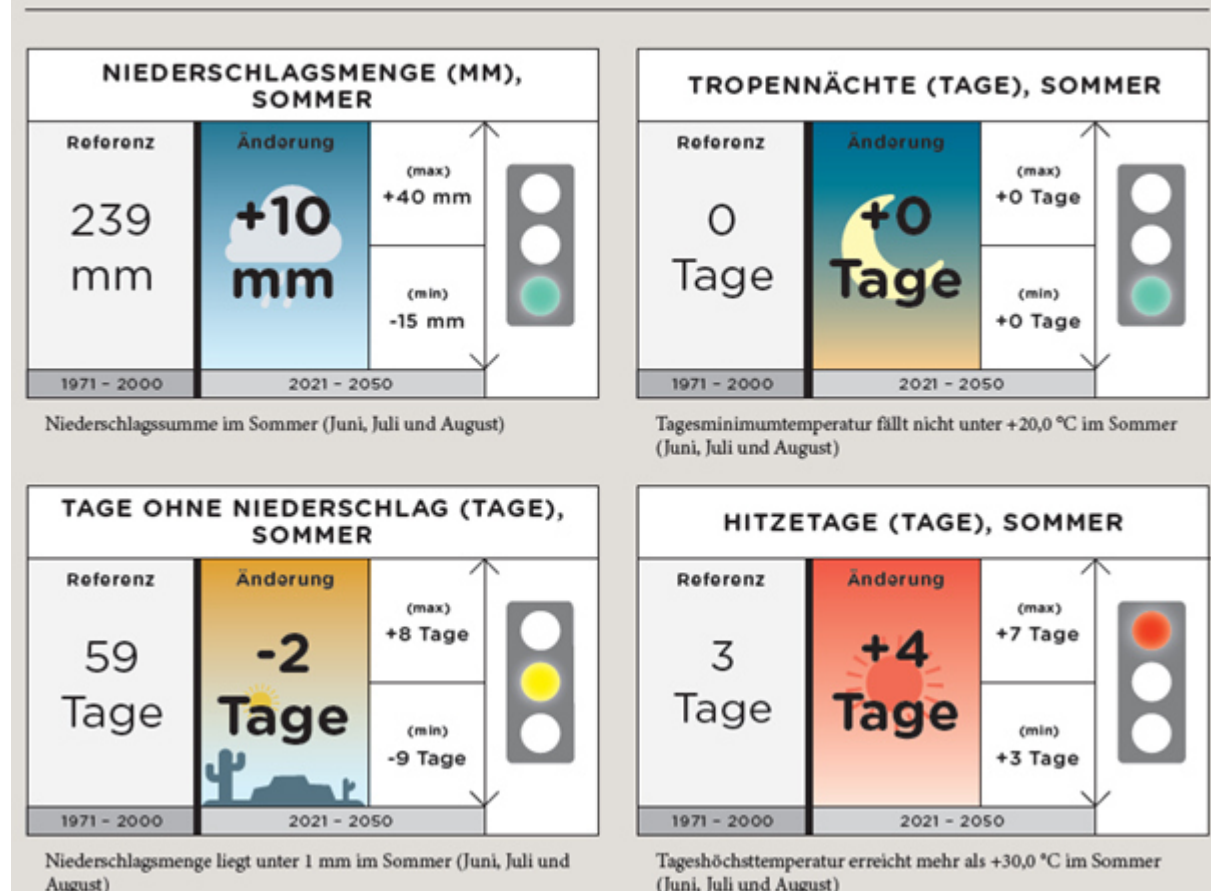 NIEDERSCHLAGSMENGE (MM),
SOMMER
Referenz
239
mm
Änderung
+10
mm
(max)
+40 mm
(min)
-15 mm
1971 – 2000
2021 – 2050
Niederschlagssumme im Sommer (Juni, Juli und August)
TROPENNÄCHTE (TAGE), SOMMER
Referenz
0
Tage
Änderung
+0
Tage
(max)
+0 Tage
(min)
+0 Tage
1971 – 2000
2021 – 2050
Tagesminimumtemperatur fällt nicht unter +20,0 °C im Sommer
(Juni, Juli und August)
TAGE OHNE NIEDERSCHLAG (TAGE),
SOMMER
Referenz
59
Tage
Änderung
-2
Tage
(max)
+8 Tage
(min)
-9 Tage
1971 – 2000
2021 – 2050
Niederschlagsmenge liegt unter 1 mm im Sommer (Juni, Juli und
August)
HITZETAGE (TAGE), SOMMER
Referenz
3
Tage
Änderung
+4
Tage
(max)
+7 Tage
(min)
+3 Tage
1971 – 2000
2021 – 2050
Tageshöchsttemperatur erreicht mehr als +30,0 °C im Sommer
(Juni, Juli und August)